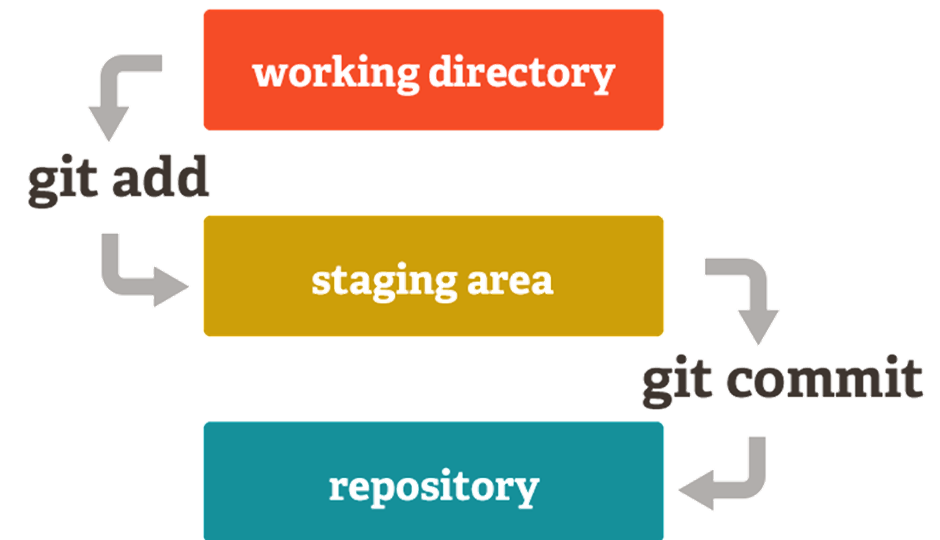 working directory
git add
staging area
git commit
repository